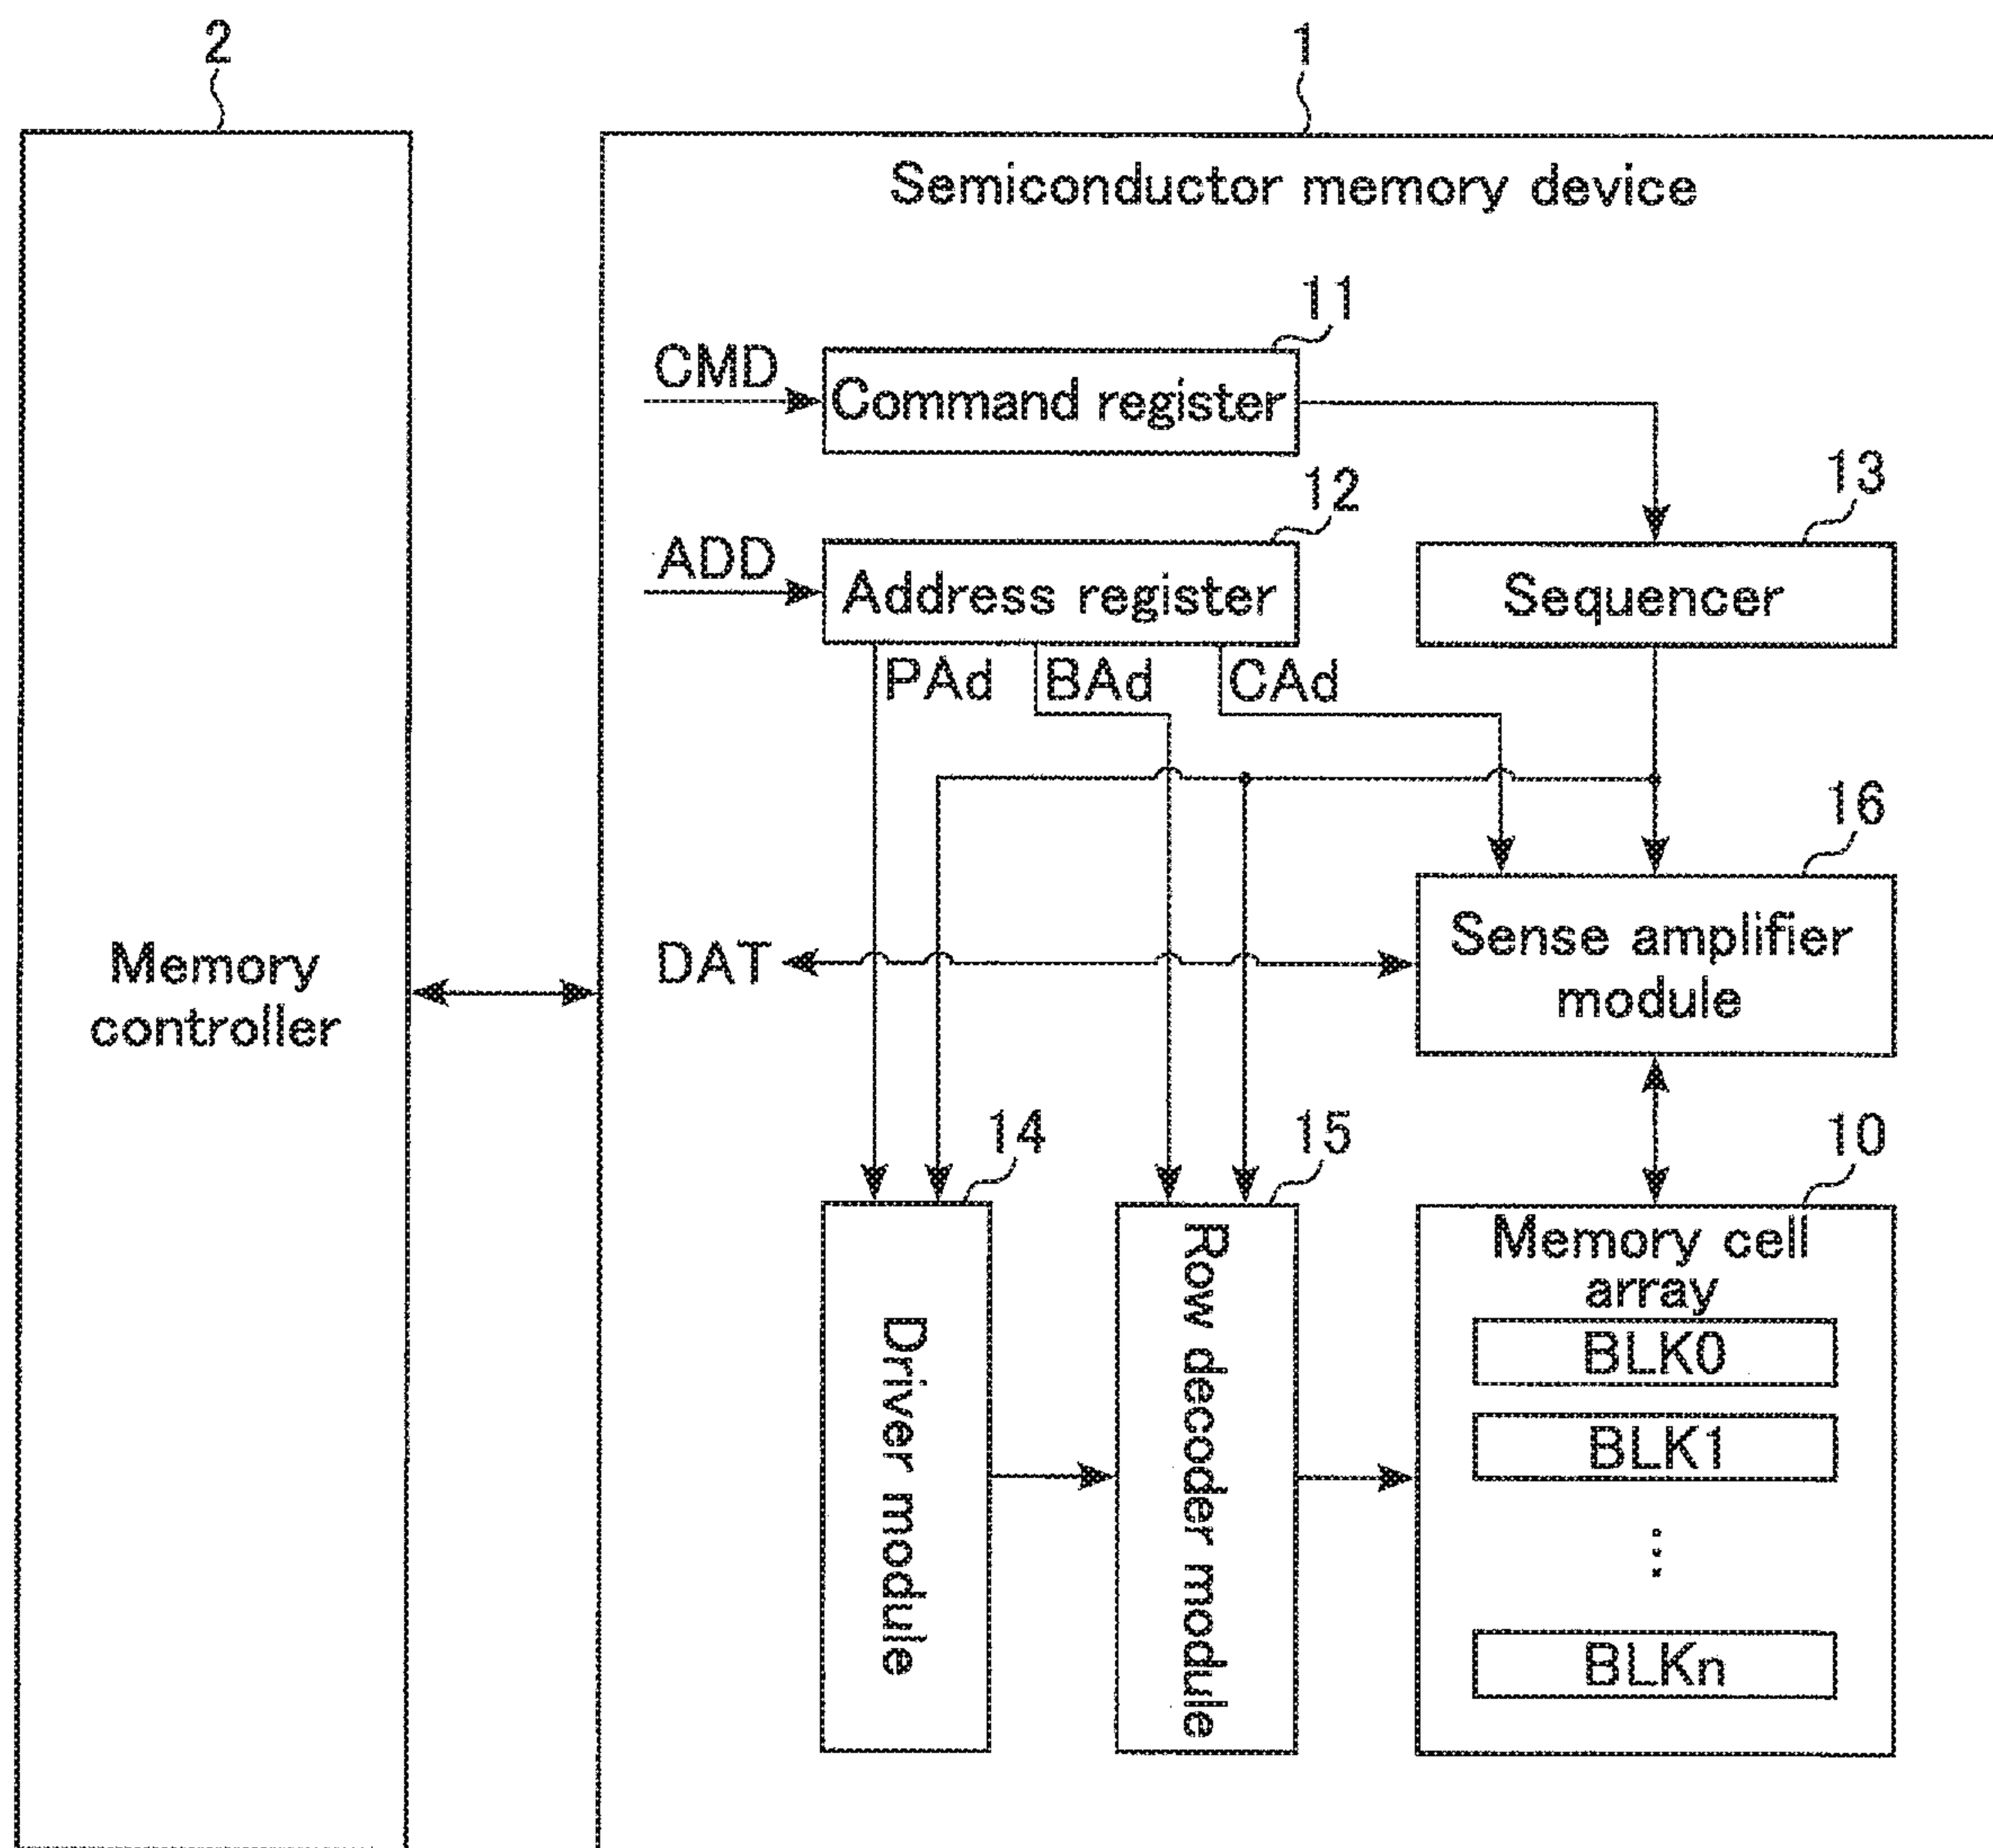 2
1
Semiconductor memory device
11
CMD
Command register
12
13
ADD
Address register
Sequencer
PAd
BAd
CAd
16
Sense amplifier
module
DAT
Memory
controller
14
15
10
Driver module
Row decoder module
Memory cell
array
BLK0
BLK1
BLKn